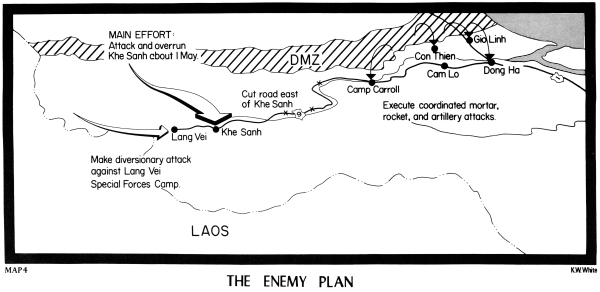 MAIN EFFORT:
Attack and overrun
Khe Sanh about 1 May.
DMZ
Gio Linh
Con Thien
Cam Lo
Dong Ha
Camp Carroll
Cut road east
of Khe Sanh
9
Execute coordinated mortar,
rocket, and artillery attacks.
Lang Vei
Khe Sanh
Make diversionary attack
against Lang Vei
Special Forces Camp.
LAOS
MAP 4
K.W. White
THE ENEMY PLAN